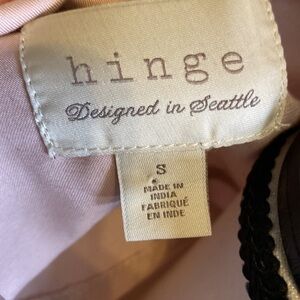 hinge
Designed in Seattle
S
MADE IN
INDIA
FABRIQUÉ
EN INDE